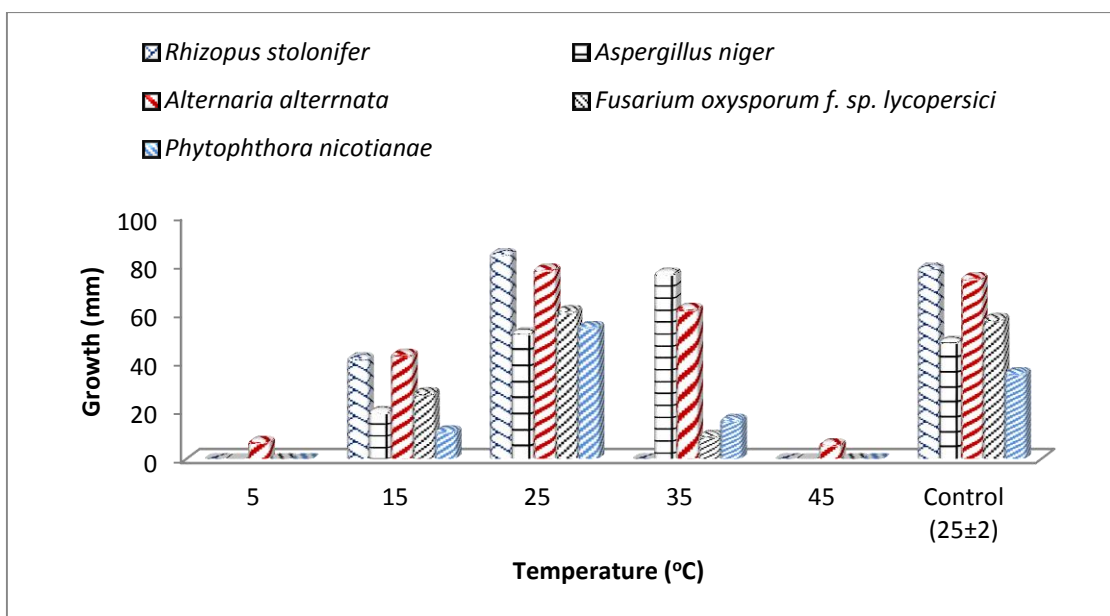 Rhizopus stolonifer
Aspergillus niger
Alternaria alterrnata
Fusarium oxysporum f. sp. lycopersici
Phytophthora nicotianae
100
80
60
40
20
0
Growth (mm)
5
15
25
35
45
Control
(25±2)
Temperature (ºC)